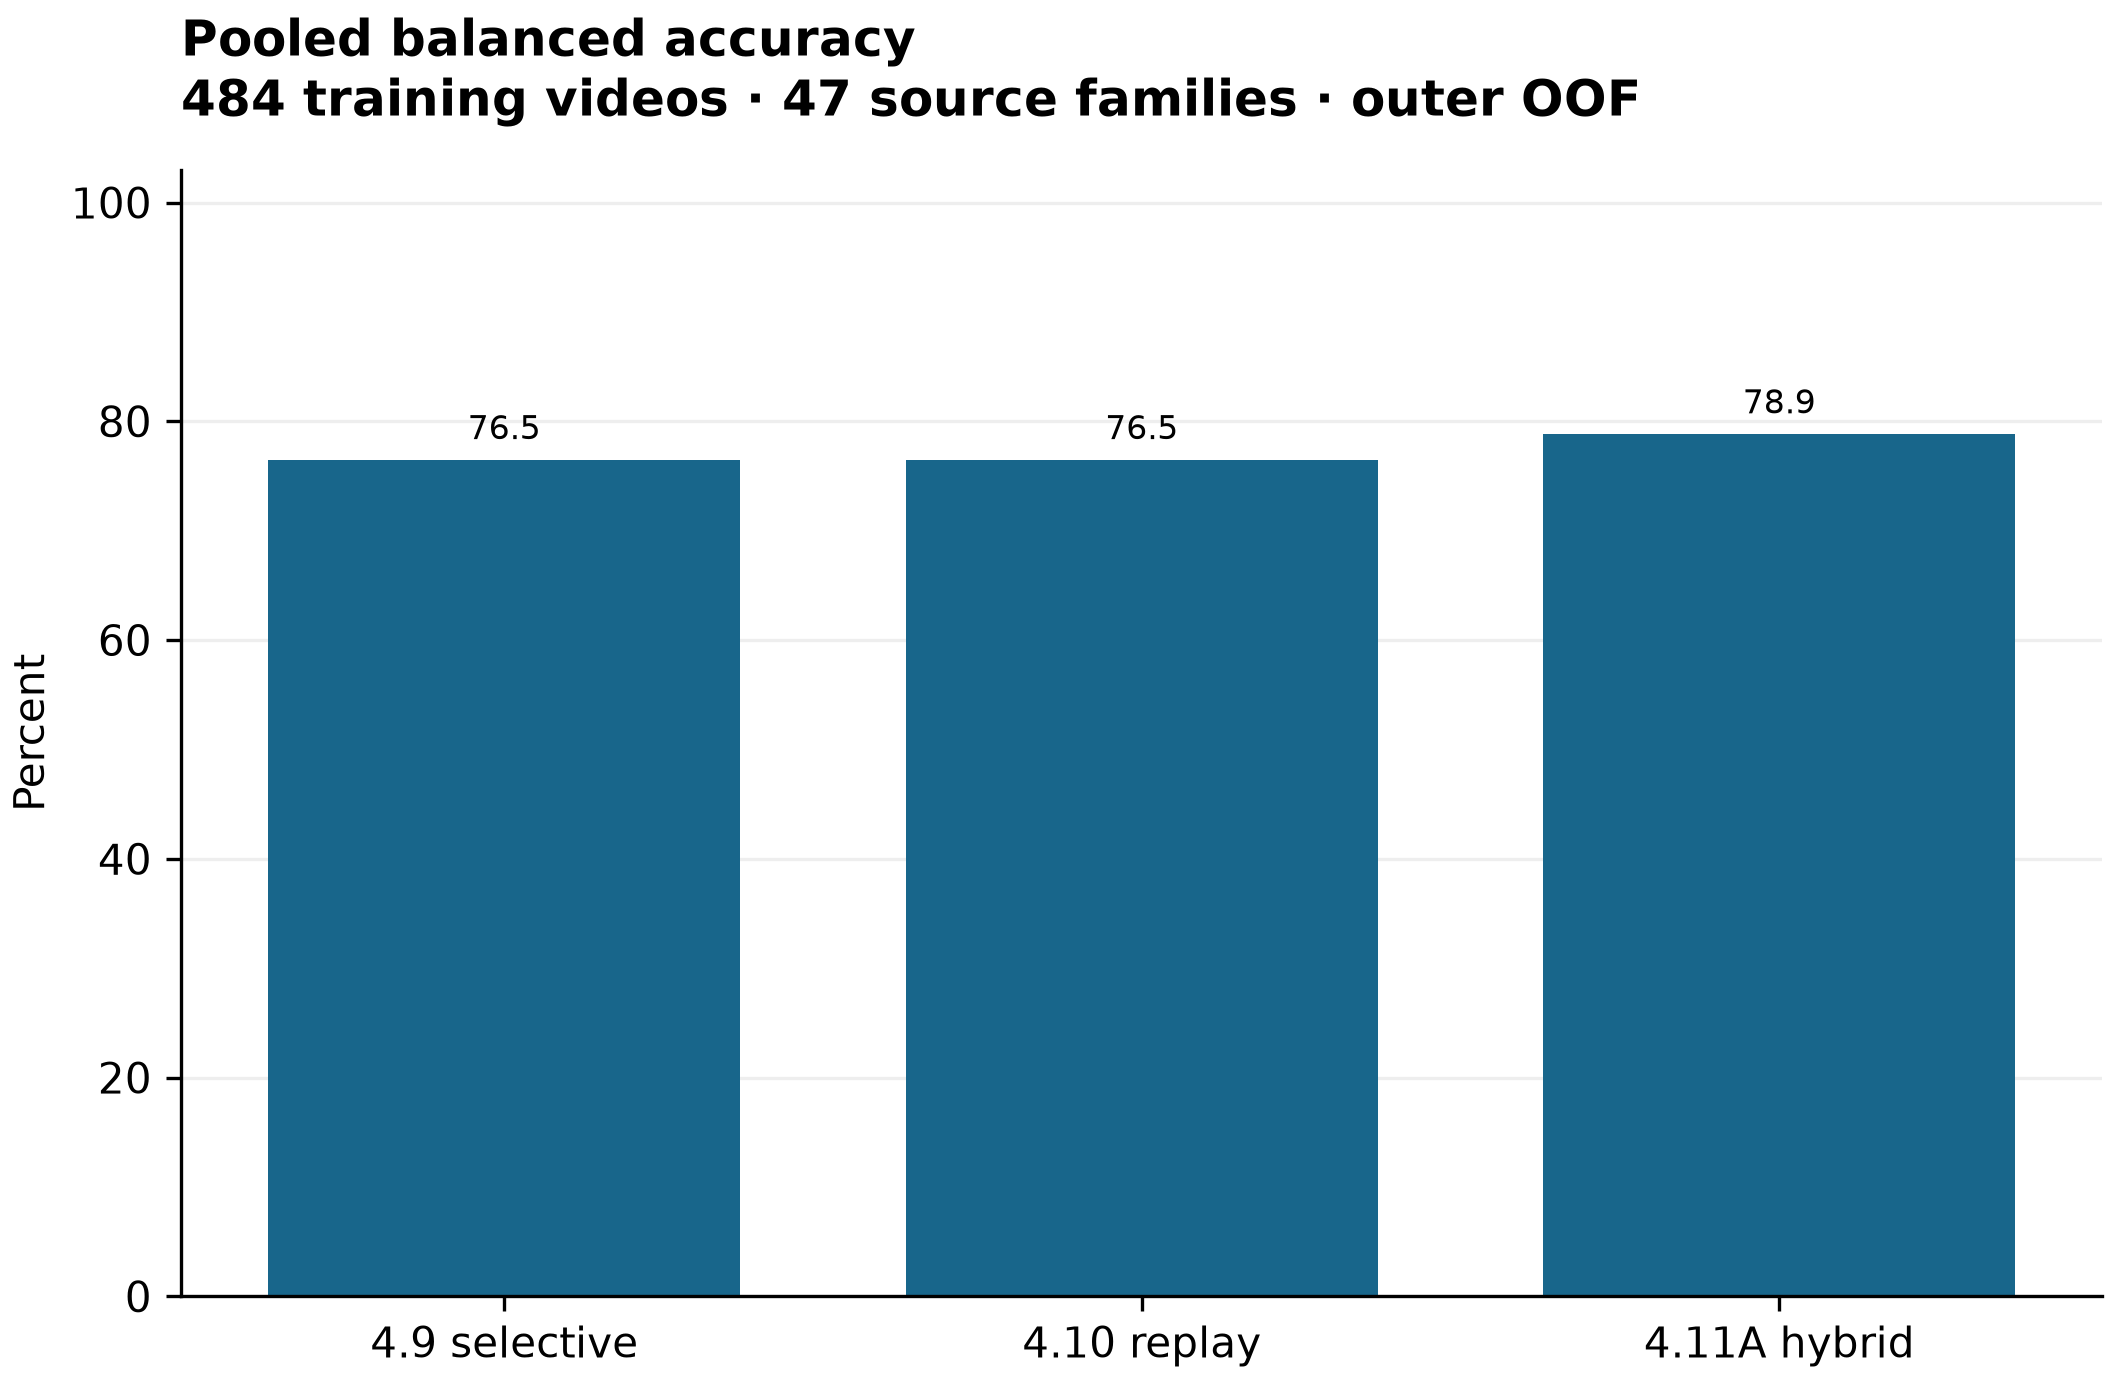 Pooled balanced accuracy
484 training videos · 47 source families · outer OOF
100
80
60
40
20
0
Percent
76.5
76.5
78.9
4.9 selective
4.10 replay
4.11A hybrid